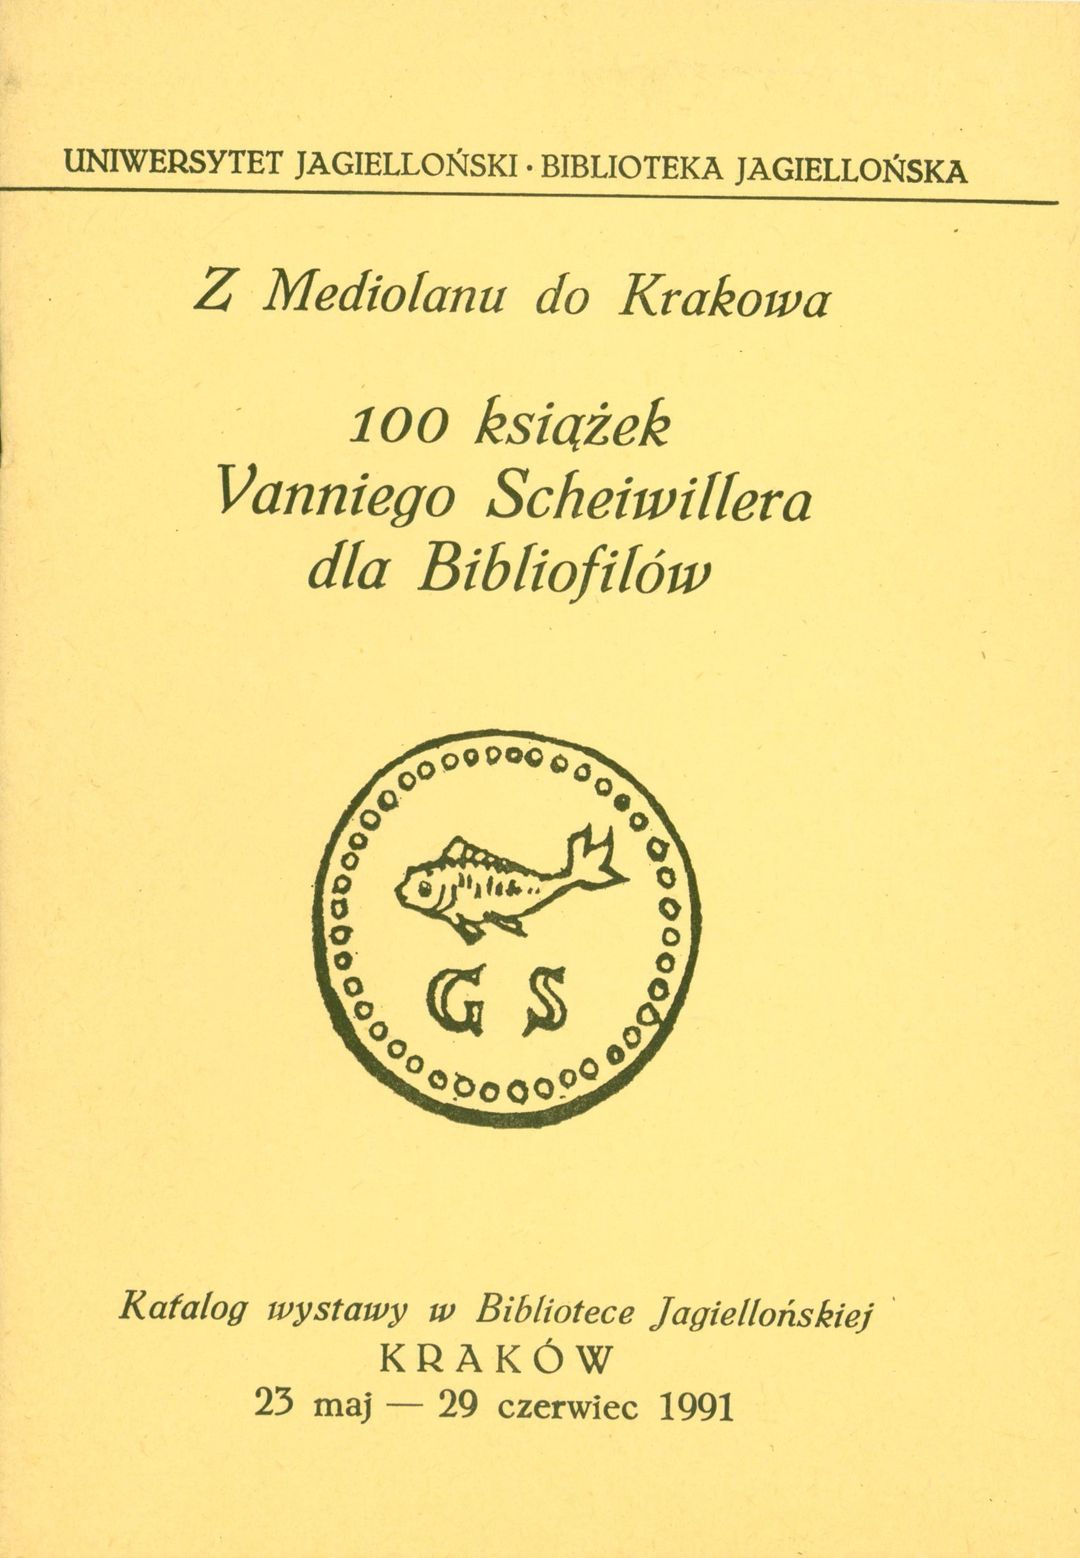 UNIWERSYTET JAGIELLOŃSKI · BIBLIOTEKA JAGIELLOŃSKA
Z Mediolanu do Krakowa
100 książek
Vanniego Scheiwillera
dla Bibliofilów
G S
Katalog wystawy w Bibliotece Jagiellońskiej
KRAKÓW
23 maj — 29 czerwiec 1991